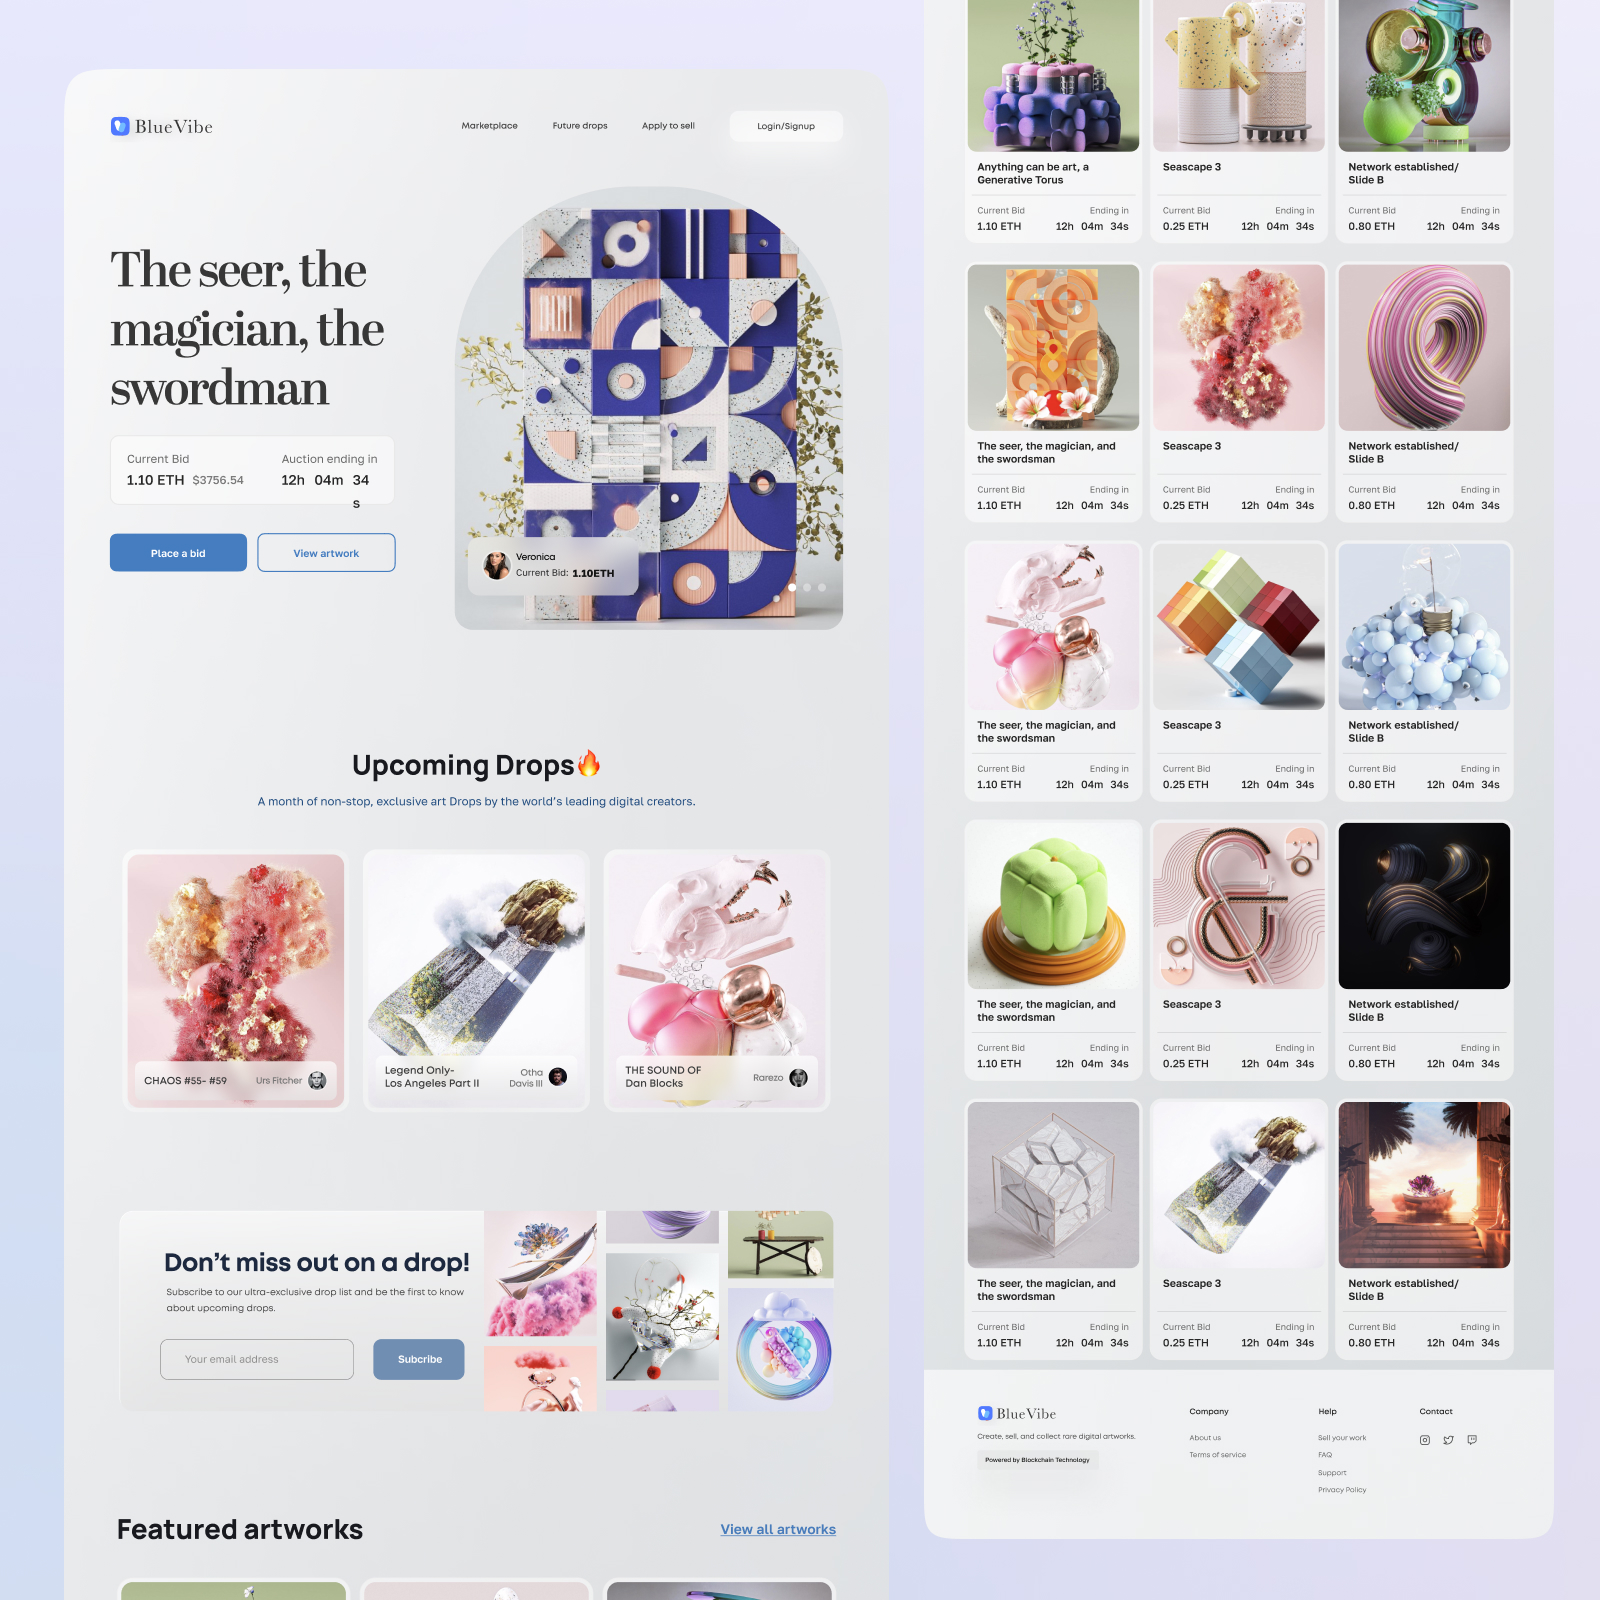 BlueVibe
Marketplace
Future drops
Apply to sell
Login/Signup
The seer, the
magician, the
swordman
Current Bid
Auction ending in
1.10 ETH $3756.54
12h 04m 34
s
Place a bid
View artwork
Veronica
Current Bid: 1.10ETH
Upcoming Drops🔥
A month of non-stop, exclusive art Drops by the world's leading digital creators.
CHAOS #55- #59
Urs Fitcher
Legend Only-
Los Angeles Part II
Otha
Davis III
THE SOUND OF
Dan Blocks
Rarezo
Don't miss out on a drop!
Subscribe to our ultra-exclusive drop list and be the first to know
about upcoming drops.
Your email address
Subcribe
Featured artworks
View all artworks
Anything can be art, a
Generative Torus
Current Bid
Ending in
1.10 ETH
12h 04m 34s
Seascape 3
Current Bid
Ending in
0.25 ETH
12h 04m 34s
Network established/
Slide B
Current Bid
Ending in
0.80 ETH
12h 04m 34s
The seer, the magician, and
the swordsman
Current Bid
Ending in
1.10 ETH
12h 04m 34s
Seascape 3
Current Bid
Ending in
0.25 ETH
12h 04m 34s
Network established/
Slide B
Current Bid
Ending in
0.80 ETH
12h 04m 34s
The seer, the magician, and
the swordsman
Current Bid
Ending in
1.10 ETH
12h 04m 34s
Seascape 3
Current Bid
Ending in
0.25 ETH
12h 04m 34s
Network established/
Slide B
Current Bid
Ending in
0.80 ETH
12h 04m 34s
The seer, the magician, and
the swordsman
Current Bid
Ending in
1.10 ETH
12h 04m 34s
Seascape 3
Current Bid
Ending in
0.25 ETH
12h 04m 34s
Network established/
Slide B
Current Bid
Ending in
0.80 ETH
12h 04m 34s
The seer, the magician, and
the swordsman
Current Bid
Ending in
1.10 ETH
12h 04m 34s
Seascape 3
Current Bid
Ending in
0.25 ETH
12h 04m 34s
Network established/
Slide B
Current Bid
Ending in
0.80 ETH
12h 04m 34s
BlueVibe
Create, sell, and collect rare digital artworks.
Powered by Blockchain Technology
Company
About us
Terms of service
Help
Sell your work
FAQ
Support
Privacy Policy
Contact